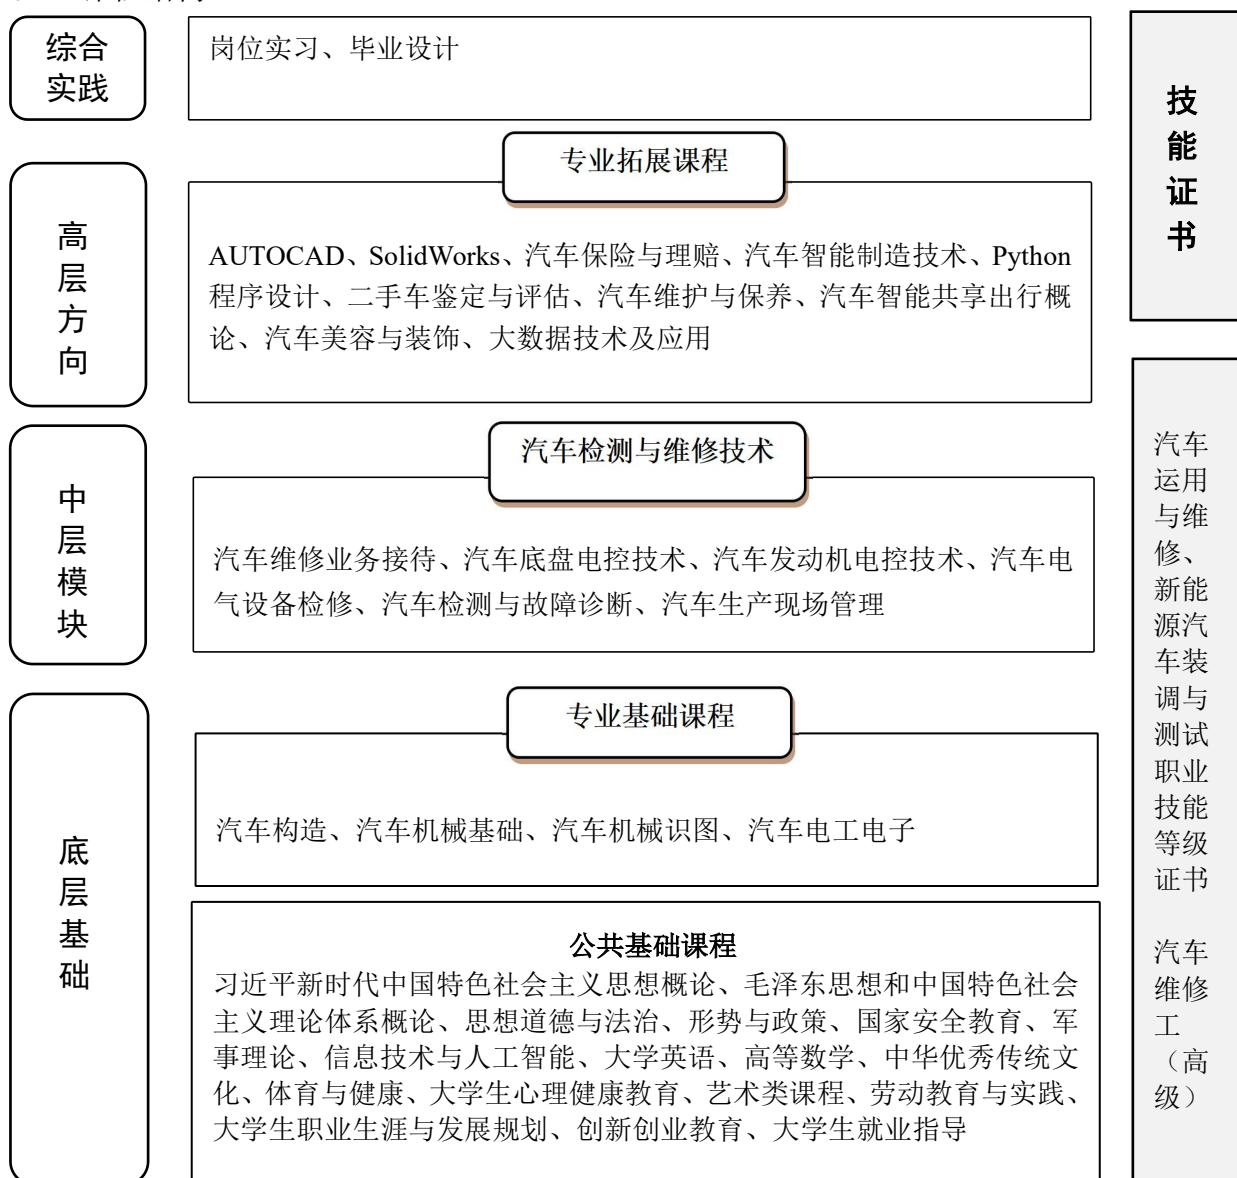 综合
实践
岗位实习、毕业设计
专业拓展课程
高
层
方
向
AUTOCAD、SolidWorks、汽车保险与理赔、汽车智能制造技术、Python
程序设计、二手车鉴定与评估、汽车维护与保养、汽车智能共享出行概
论、汽车美容与装饰、大数据技术及应用
汽车检测与维修技术
中
层
模
块
汽车维修业务接待、汽车底盘电控技术、汽车发动机电控技术、汽车电
气设备检修、汽车检测与故障诊断、汽车生产现场管理
专业基础课程
底
层
基
础
汽车构造、汽车机械基础、汽车机械识图、汽车电工电子
公共基础课程
习近平新时代中国特色社会主义思想概论、毛泽东思想和中国特色社会
主义理论体系概论、思想道德与法治、形势与政策、国家安全教育、军
事理论、信息技术与人工智能、大学英语、高等数学、中华优秀传统文
化、体育与健康、大学生心理健康教育、艺术类课程、劳动教育与实践、
大学生职业生涯与发展规划、创新创业教育、大学生就业指导
技
能
证
书
汽车
运用
与维
修、
新能
源汽
车装
调与
测试
职业
技能
等级
证书
汽车
维修
工
（高
级）